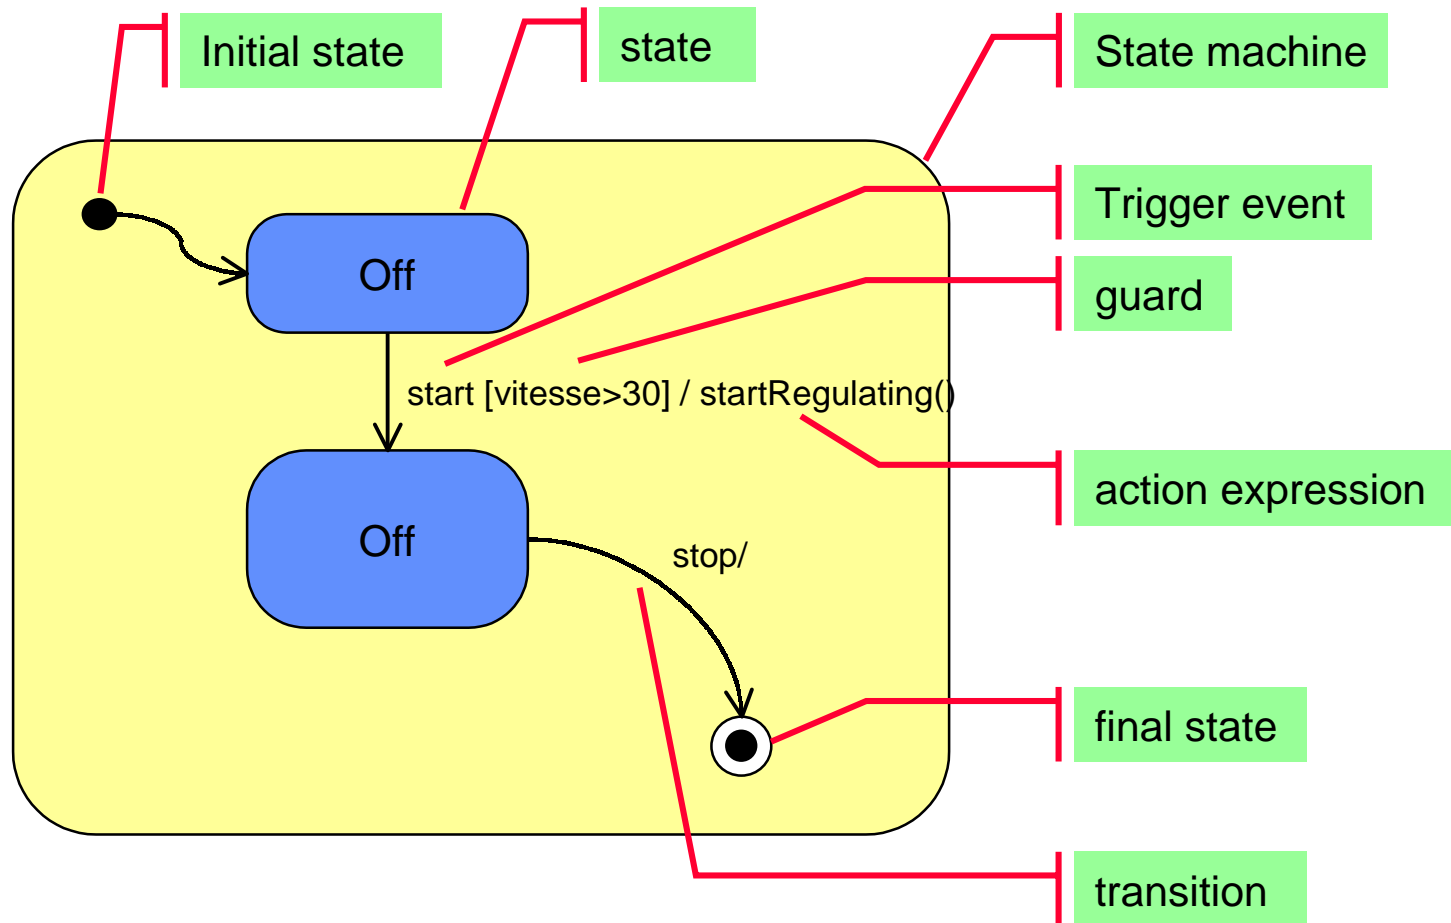 Initial state
state
State machine
Trigger event
Off
guard
start [vitesse>30] / startRegulating()
action expression
Off
stop/
final state
transition